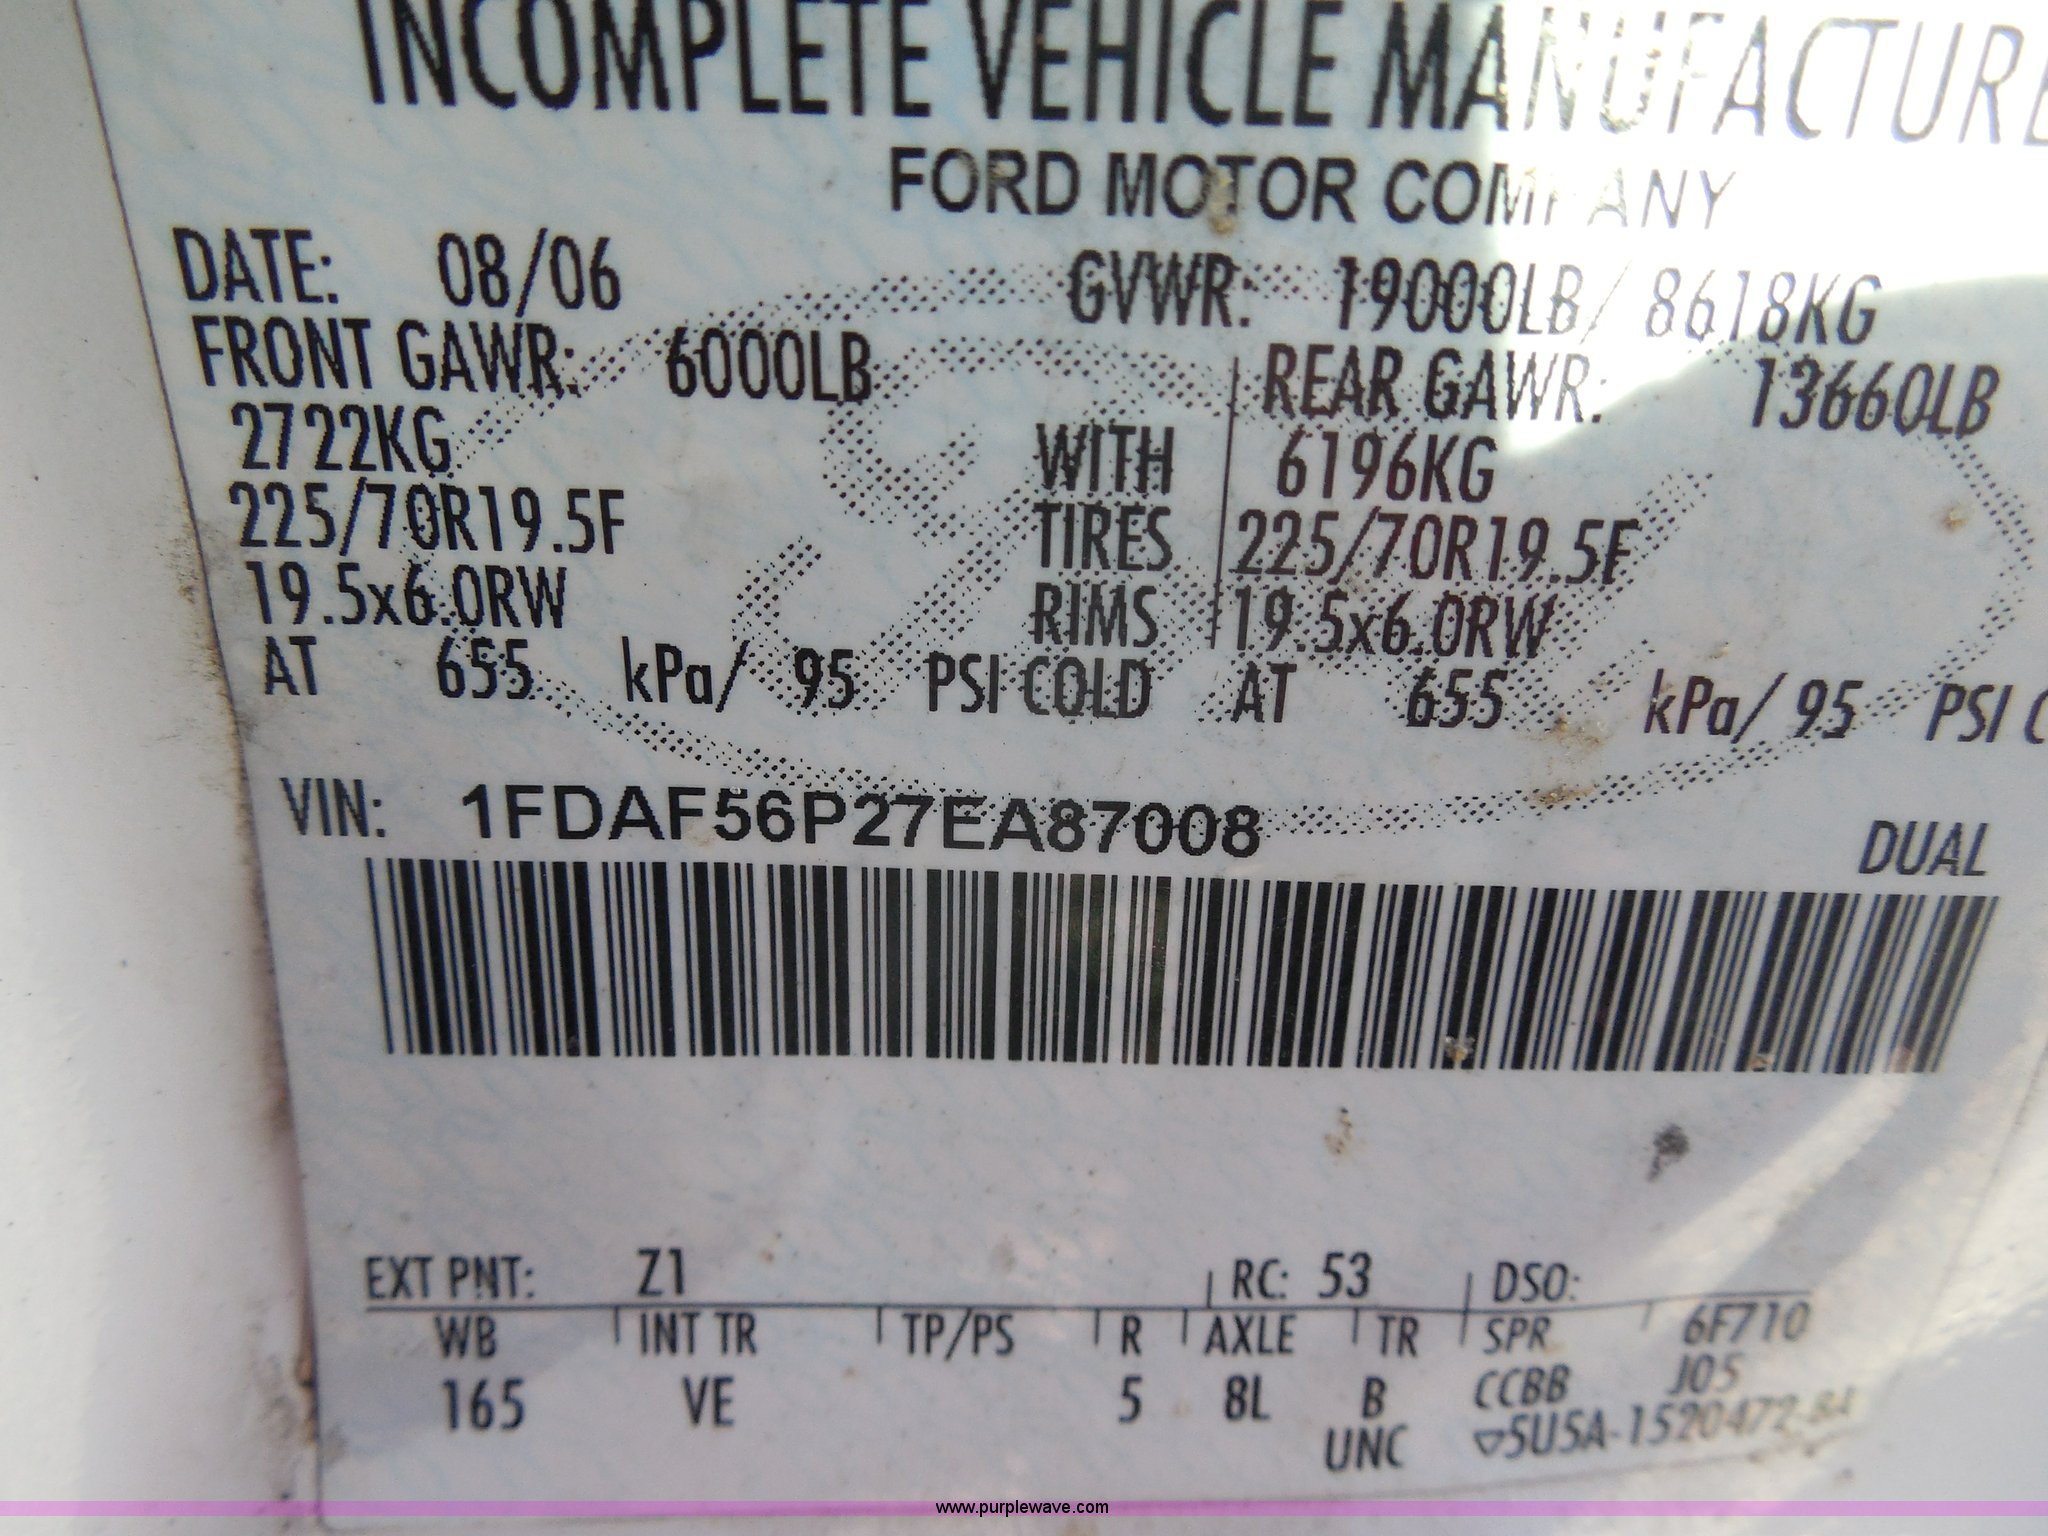 INCOMPLETE VEHICLE MANUFACTURE
FORD MOTOR COMPANY
DATE: 08/06 GVWR: 19000LB/ 8618KG
FRONT GAWR: 6000LB REAR GAWR: 13660LB
2722KG WITH 6196KG
225/70R19.5F TIRES 225/70R19.5F
19.5x6.0RW RIMS 19.5x6.0RW
AT 655 kPa/ 95 PSI COLD AT 655 kPa/ 95 PSI C
VIN: 1FDAF56P27EA87008
DUAL
EXT PNT: Z1 RC: 53 DSO:
WB INT TR TP/PS R AXLE TR SPR 6F710
165 VE 5 8L B CCBB J05
UNC ▽5U5A-1520472-BA
www.purplewave.com